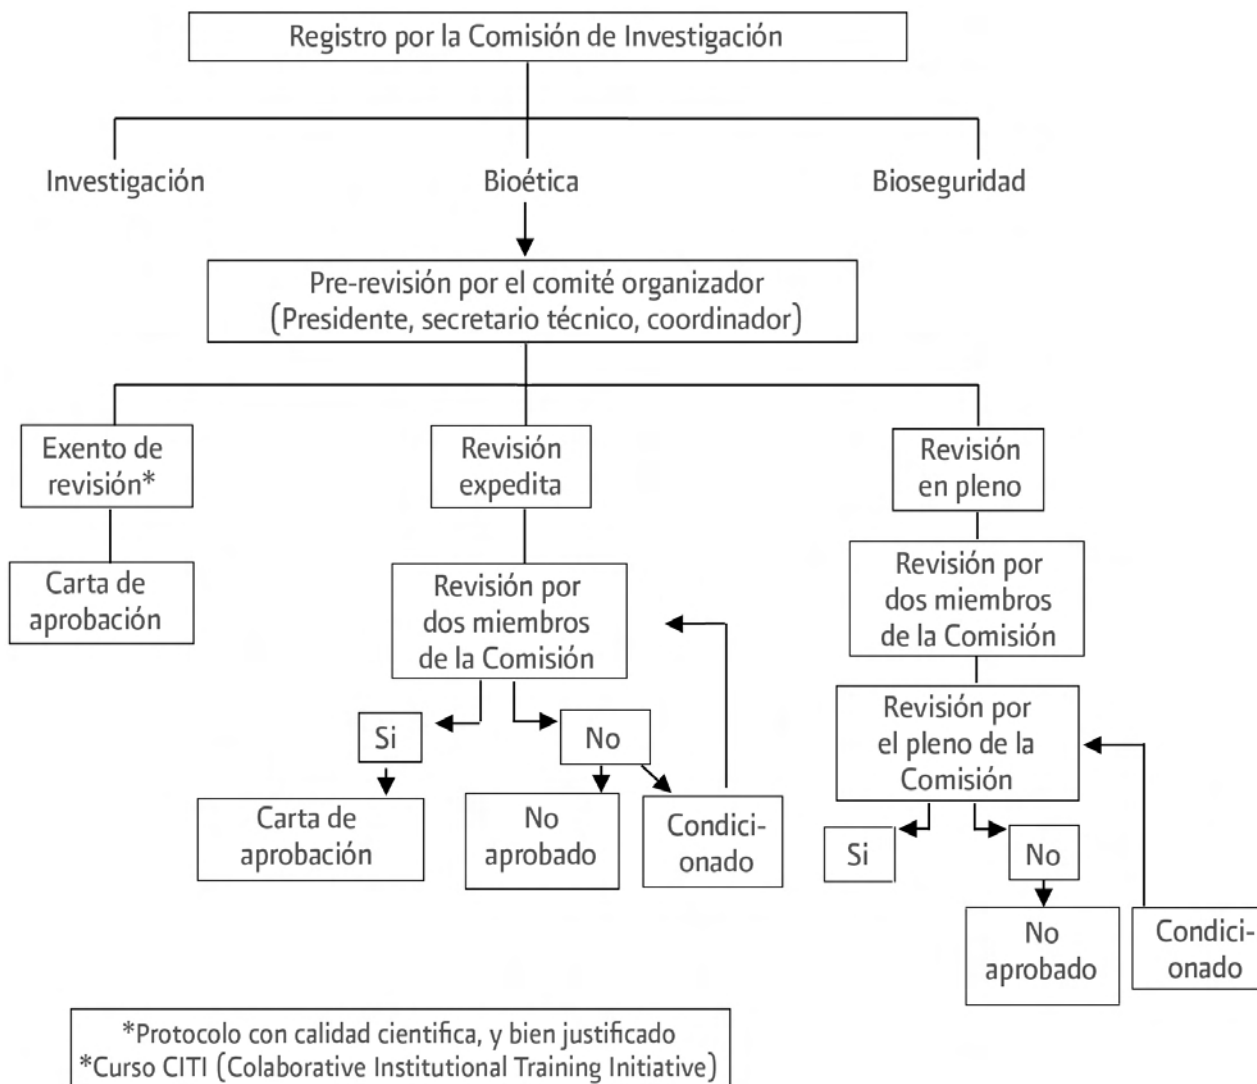 Registro por la Comisión de Investigación
Investigación
Bioética
Bioseguridad
Pre-revisión por el comité organizador
(Presidente, secretario técnico, coordinador)
Exento de
revisión*
Revisión
expedita
Revisión
en pleno
Carta de
aprobación
Revisión por
dos miembros
de la Comisión
Revisión por
dos miembros
de la Comisión
Revisión por
el pleno de la
Comisión
Si
No
Carta de
aprobación
No
aprobado
Condici-
onado
Si
No
No
aprobado
Condici-
onado
*Protocolo con calidad cientifica, y bien justificado
*Curso CITI (Colaborative Institutional Training Initiative)